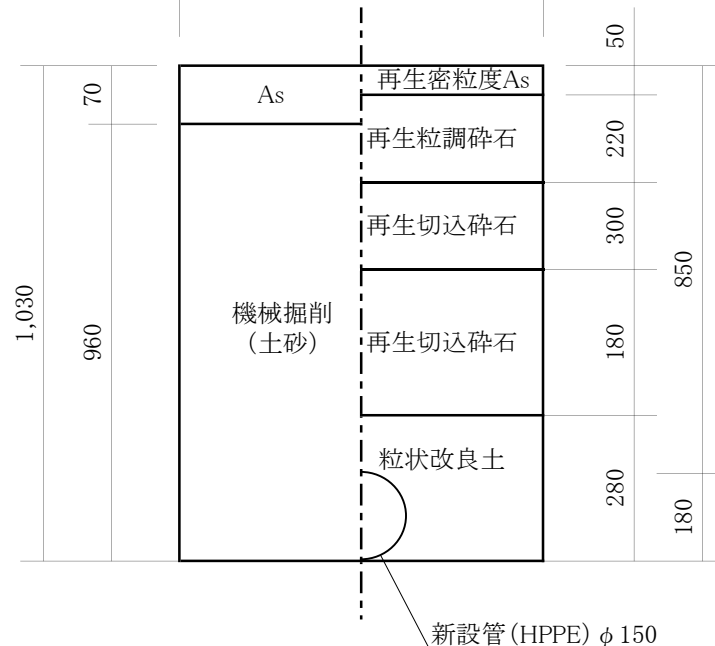 50
再生密粒度As
70
As
再生粒調砕石
220
再生切込砕石
300
850
1,030
機械掘削
（土砂）
960
再生切込砕石
180
粒状改良土
280
180
新設管(HPPE)φ150